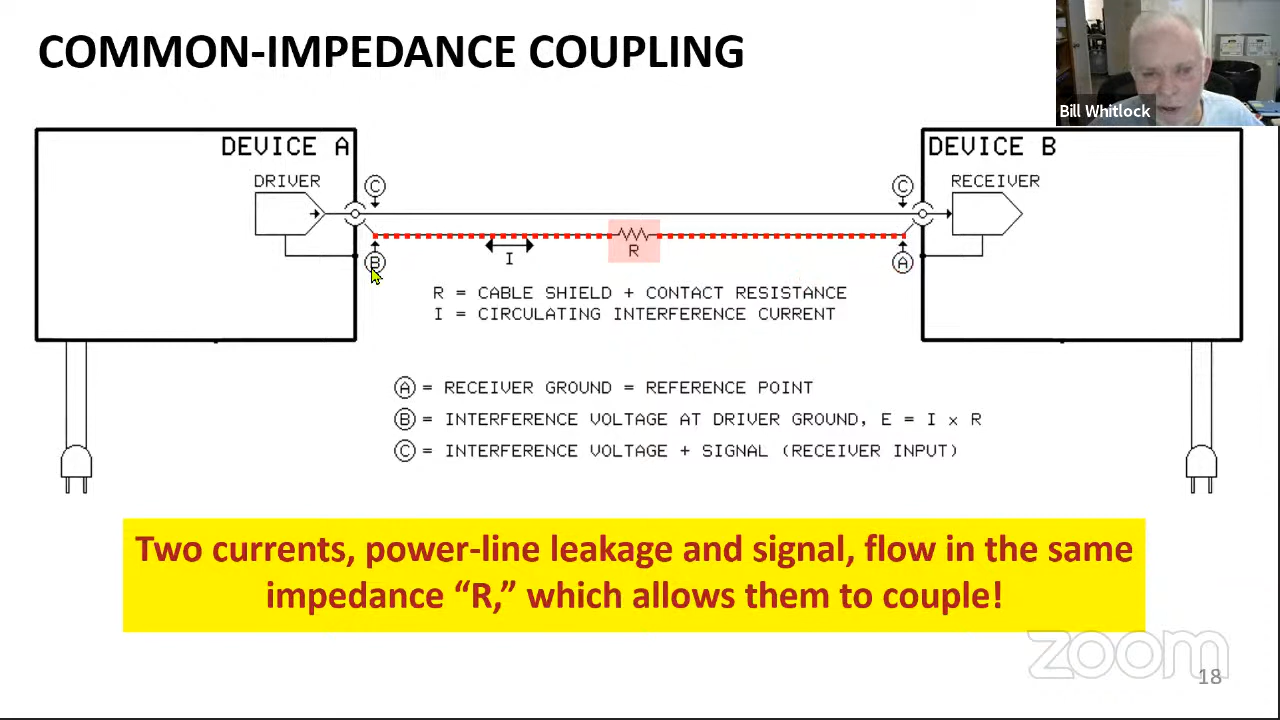 COMMON-IMPEDANCE COUPLING
Bill Whitlock
DEVICE A
DEVICE B
DRIVER
C
C
RECEIVER
R
B
I
A
R = CABLE SHIELD + CONTACT RESISTANCE
I = CIRCULATING INTERFERENCE CURRENT
A = RECEIVER GROUND = REFERENCE POINT
B = INTERFERENCE VOLTAGE AT DRIVER GROUND, E = I x R
C = INTERFERENCE VOLTAGE + SIGNAL (RECEIVER INPUT)
Two currents, power-line leakage and signal, flow in the same
impedance “R,” which allows them to couple!
zoom
18